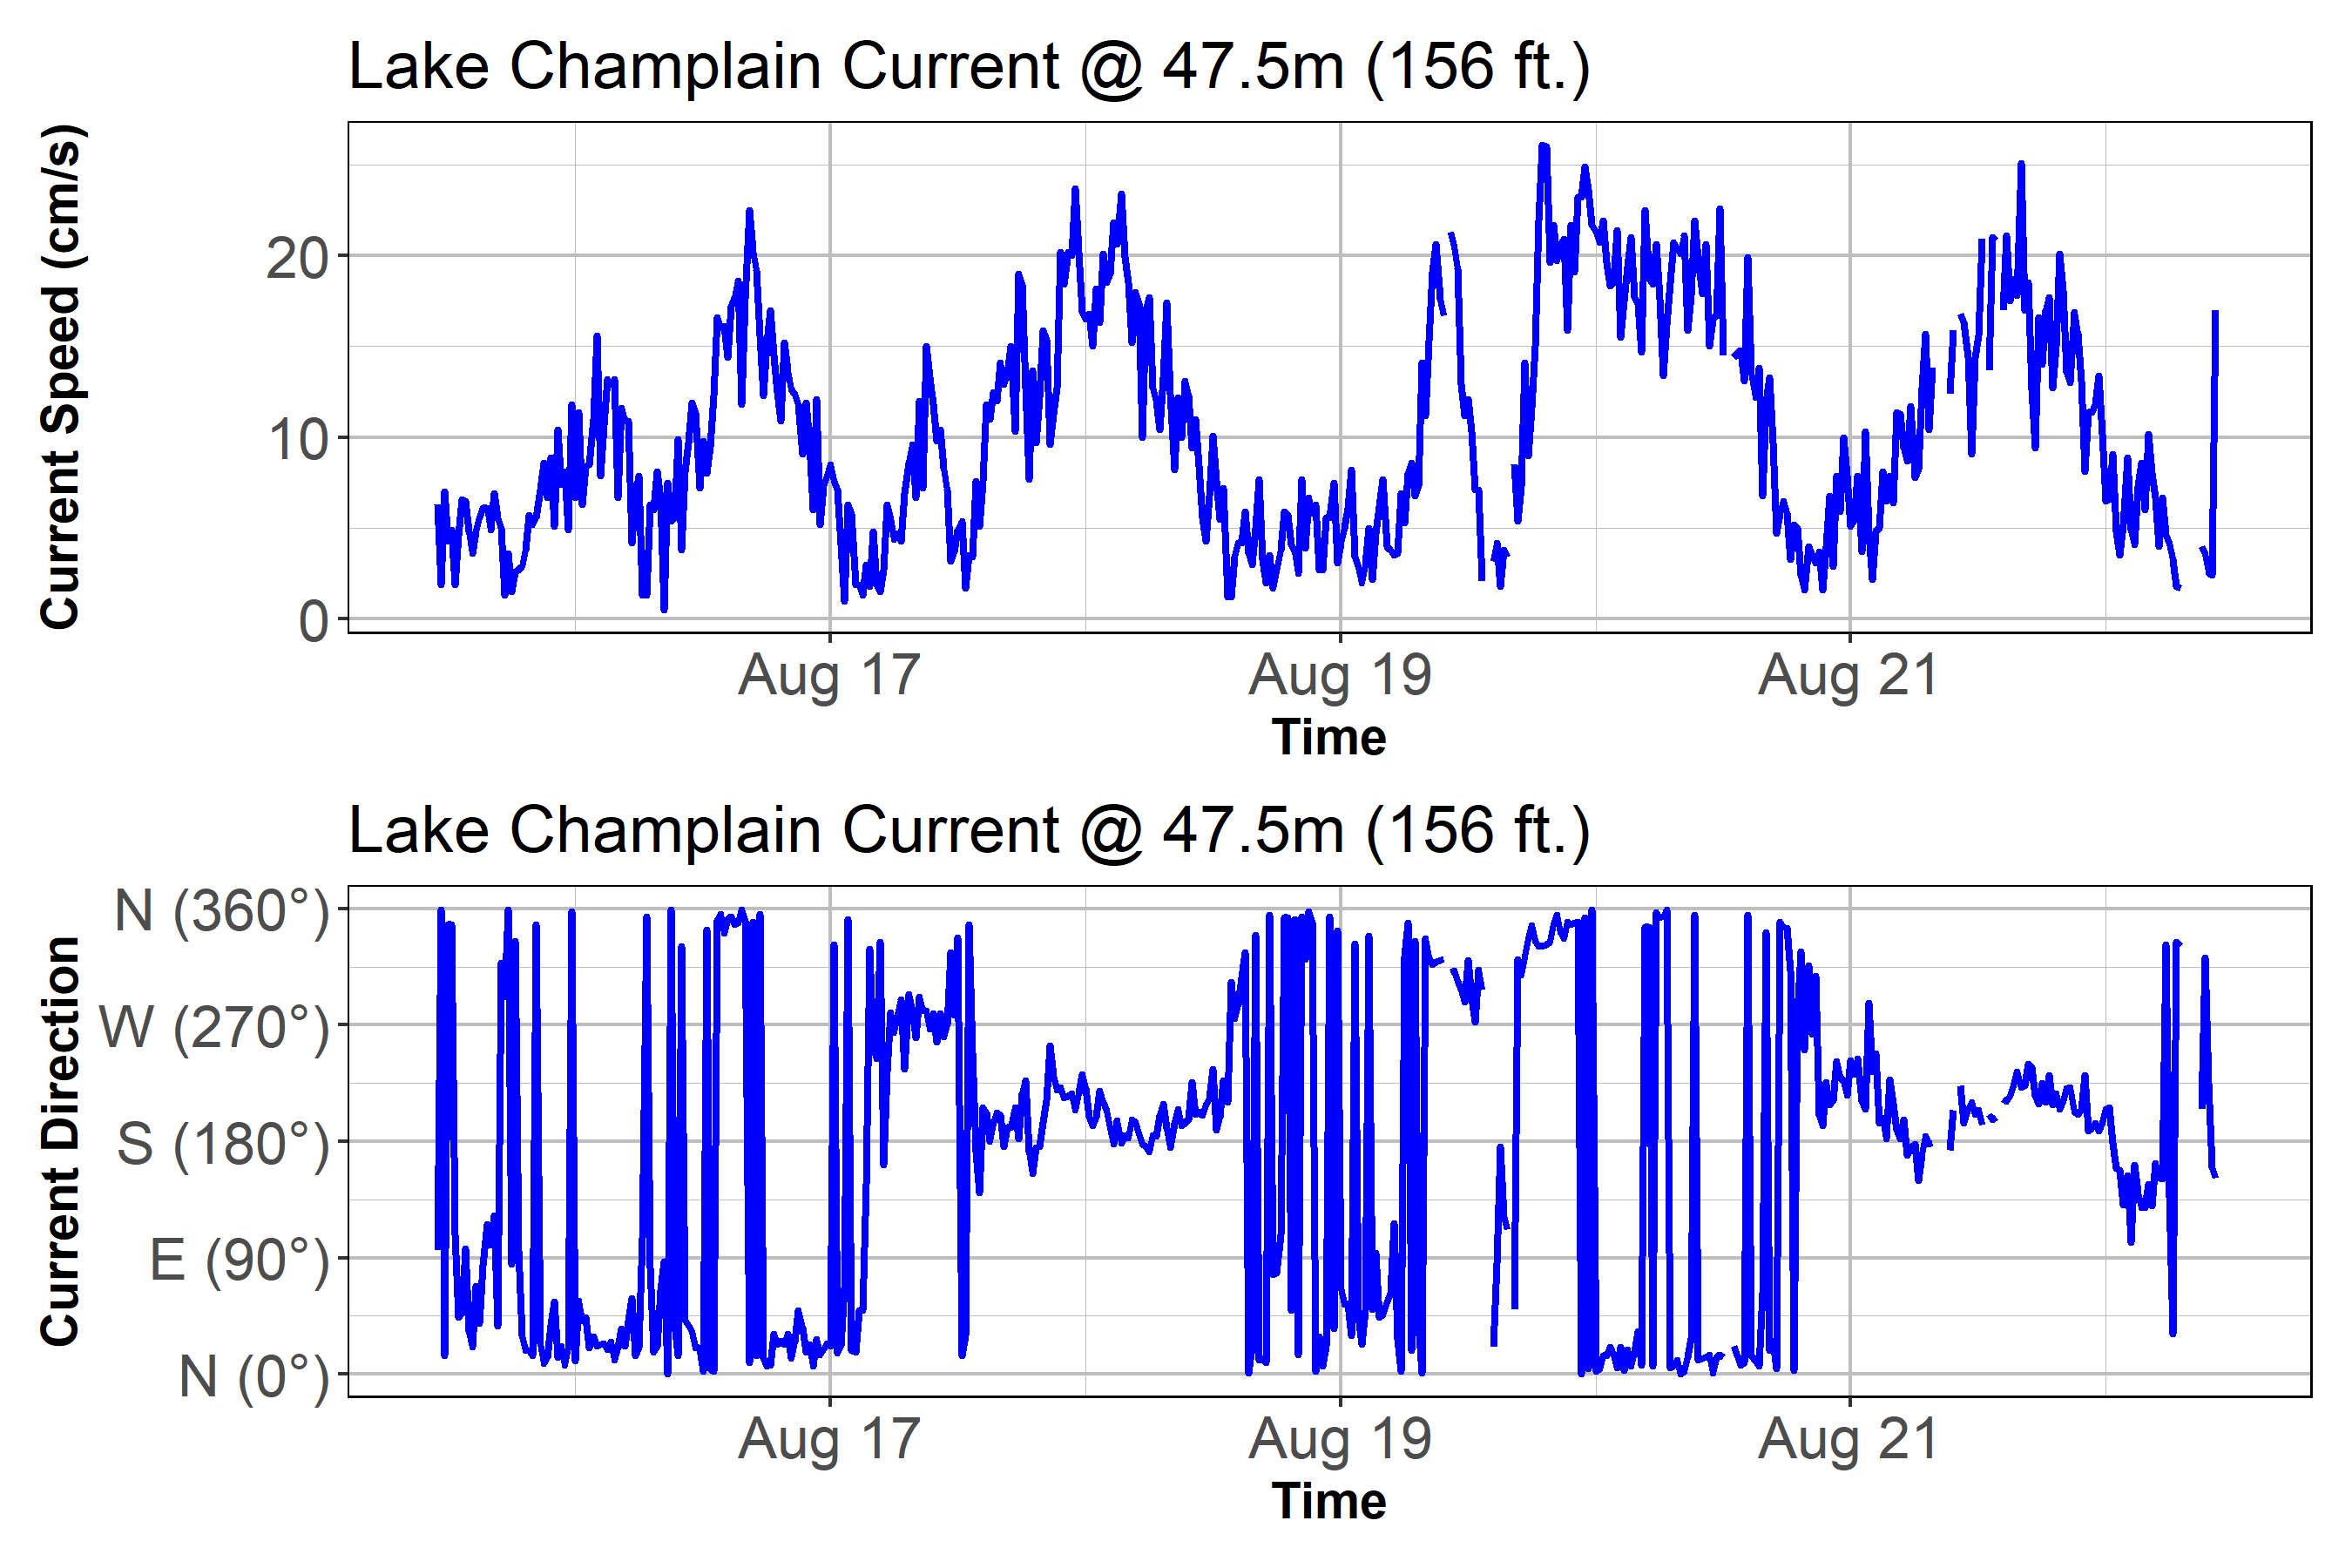 Lake Champlain Current @ 47.5m (156 ft.)
Current Speed (cm/s)
20
10
0
Aug 17 Aug 19 Aug 21
Time
Lake Champlain Current @ 47.5m (156 ft.)
Current Direction
N (360°)
W (270°)
S (180°)
E (90°)
N (0°)
Aug 17 Aug 19 Aug 21
Time